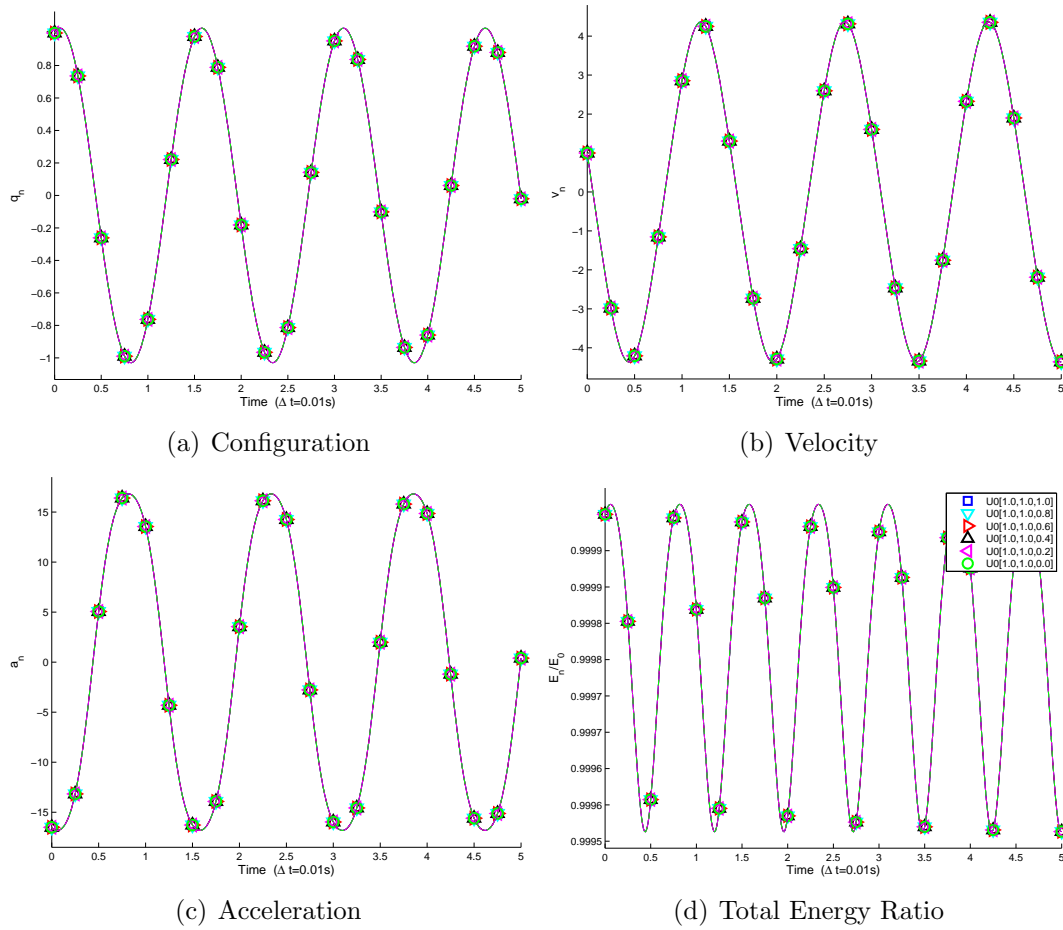 0.8
0.6
0.4
0.2
0
−0.2
−0.4
−0.6
−0.8
−1
q_n
0 0.5 1 1.5 2 2.5 3 3.5 4 4.5 5
Time (Δ t=0.01s)
(a) Configuration
4
3
2
1
0
−1
−2
−3
−4
v_n
0 0.5 1 1.5 2 2.5 3 3.5 4 4.5 5
Time (Δ t=0.01s)
(b) Velocity
15
10
5
0
−5
−10
−15
a_n
0 0.5 1 1.5 2 2.5 3 3.5 4 4.5 5
Time (Δ t=0.01s)
(c) Acceleration
0.9999
0.9999
0.9998
0.9998
0.9997
0.9997
0.9996
0.9996
0.9995
E_n/E_0
U0[1.0,1.0,1.0]
U0[1.0,1.0,0.8]
U0[1.0,1.0,0.6]
U0[1.0,1.0,0.4]
U0[1.0,1.0,0.2]
U0[1.0,1.0,0.0]
0 0.5 1 1.5 2 2.5 3 3.5 4 4.5 5
Time (Δ t=0.01s)
(d) Total Energy Ratio